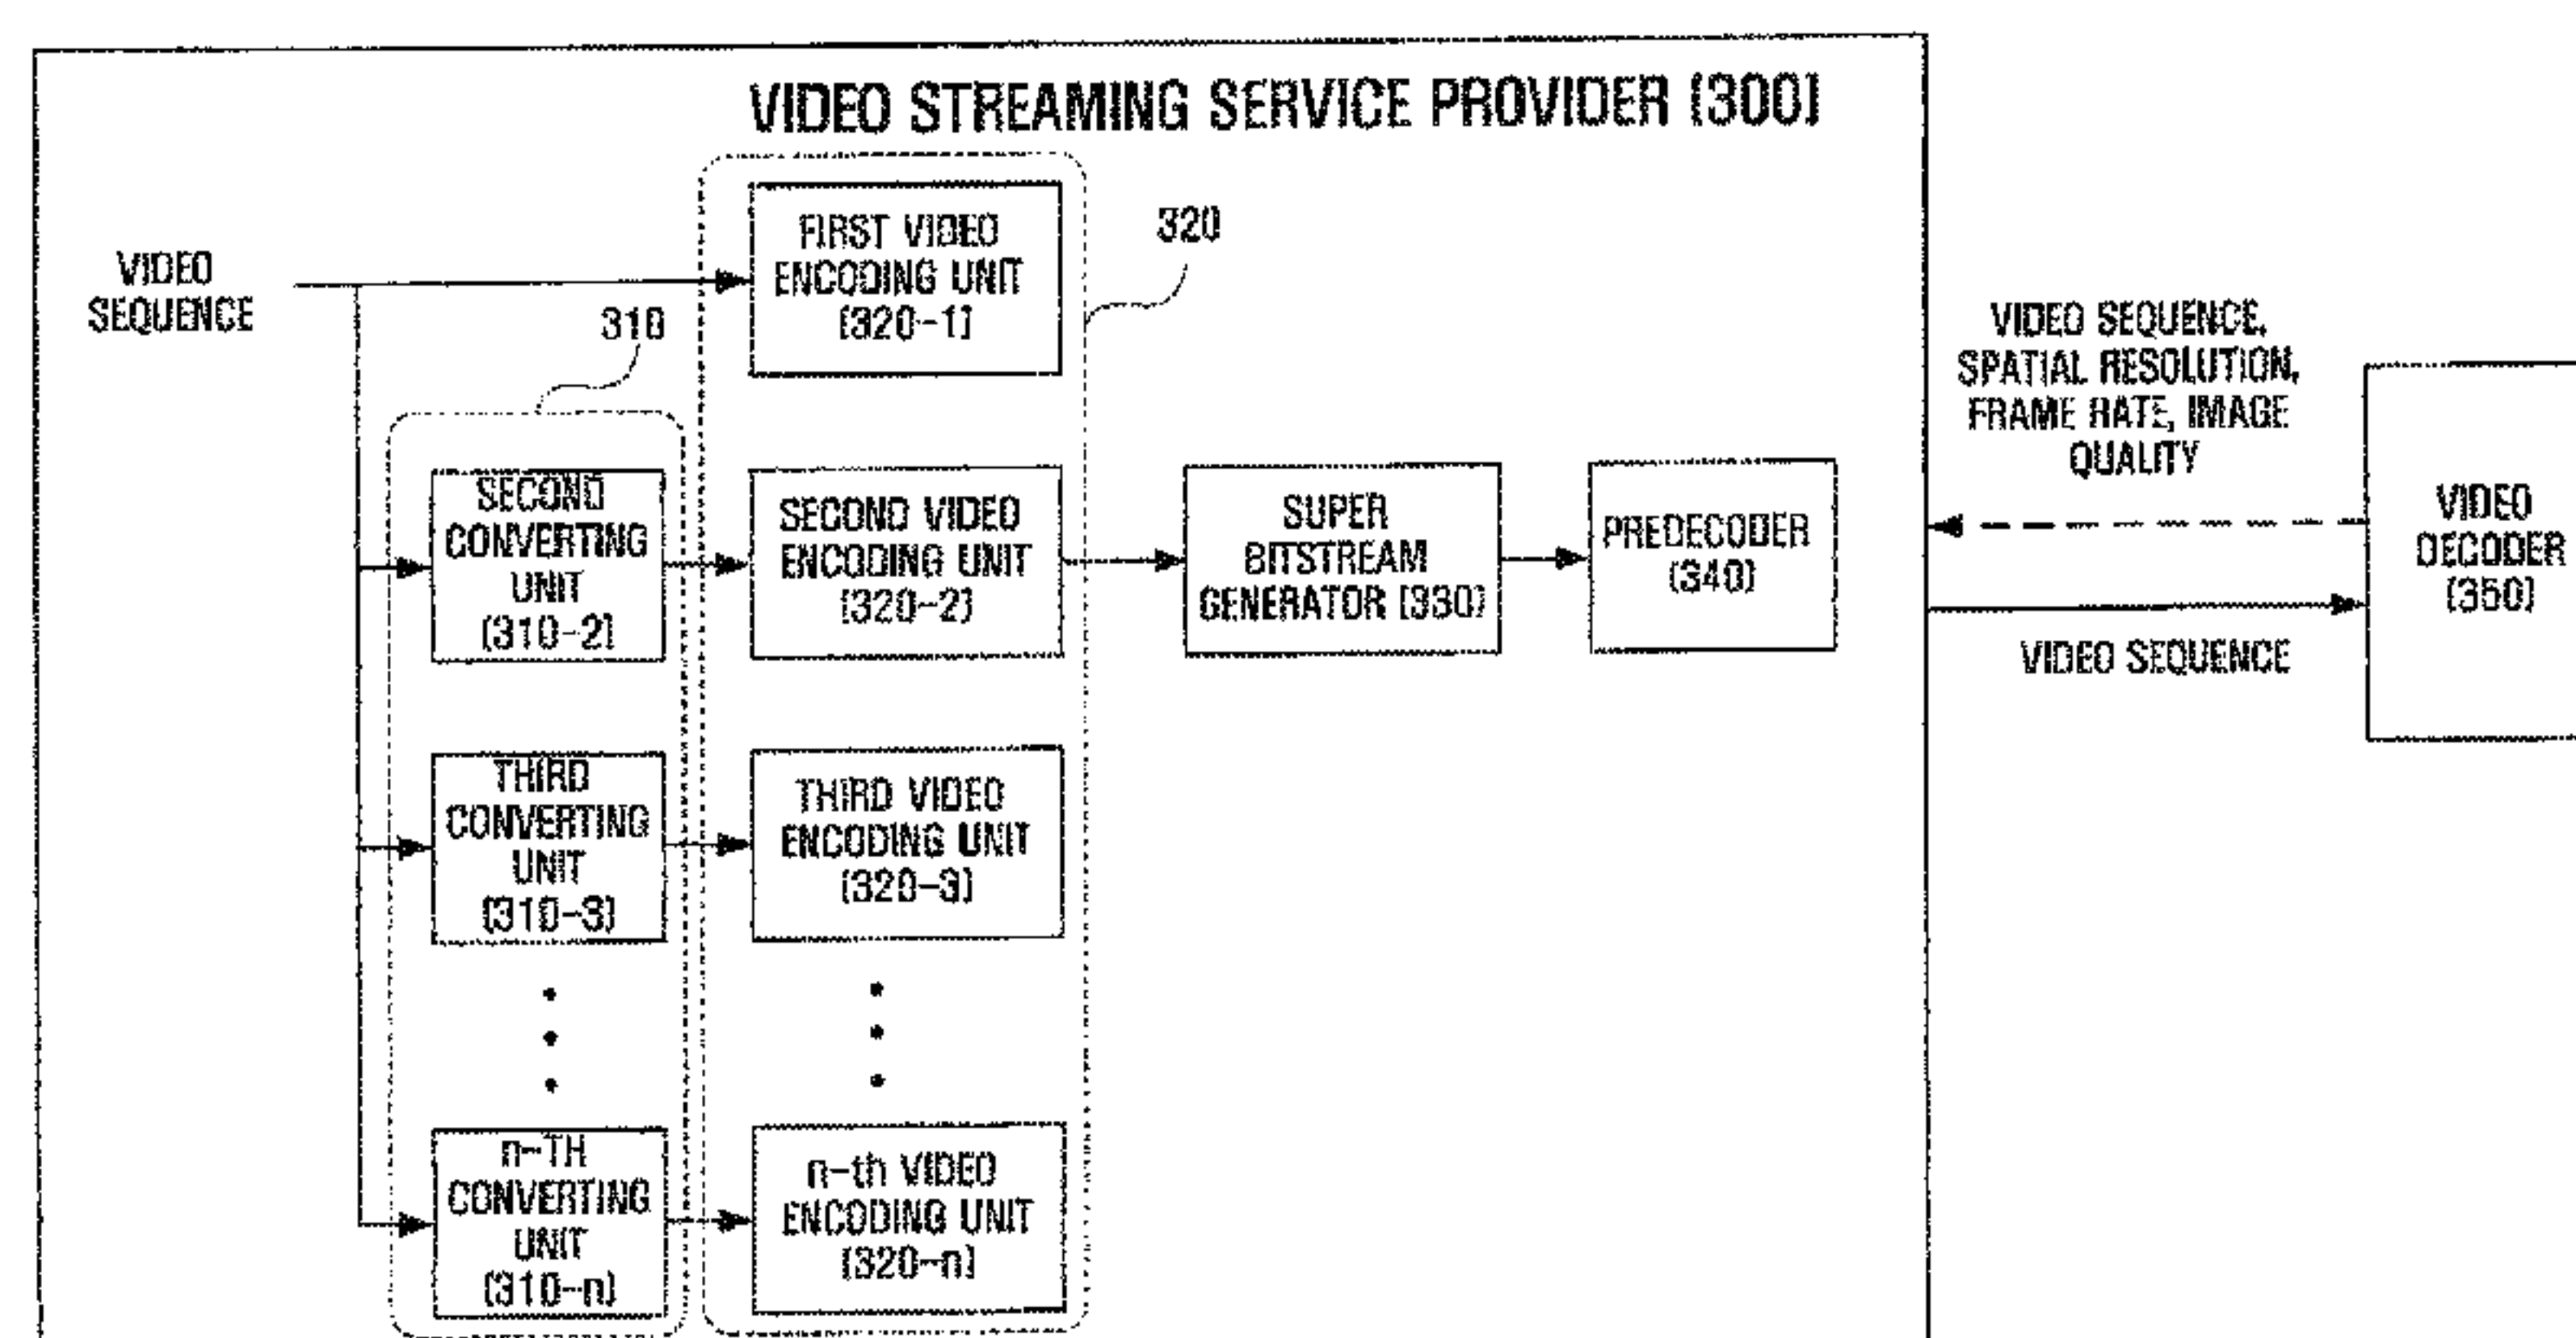 VIDEO STREAMING SERVICE PROVIDER (300)
VIDEO
SEQUENCE
FIRST VIDEO
ENCODING UNIT
(320-1)
320
310
SECOND
CONVERTING
UNIT
(310-2)
SECOND VIDEO
ENCODING UNIT
(320-2)
SUPER
BITSTREAM
GENERATOR (330)
PREDECODER
(340)
VIDEO SEQUENCE,
SPATIAL RESOLUTION,
FRAME RATE, IMAGE
QUALITY
VIDEO SEQUENCE
VIDEO
DECODER
(350)
THIRD
CONVERTING
UNIT
(310-3)
THIRD VIDEO
ENCODING UNIT
(320-3)
n-TH
CONVERTING
UNIT
(310-n)
n-th VIDEO
ENCODING UNIT
(320-n)